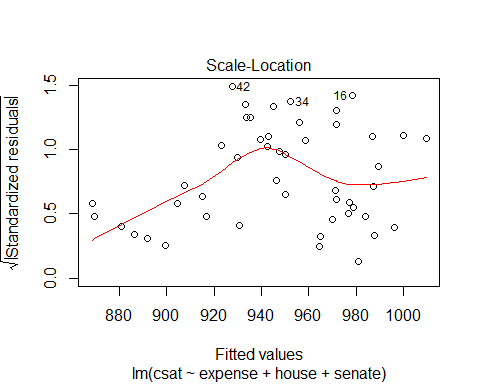 Scale-Location
√|Standardized residuals|
1.5
1.0
0.5
0.0
42
34
16
880 900 920 940 960 980 1000
Fitted values
lm(csat ~ expense + house + senate)